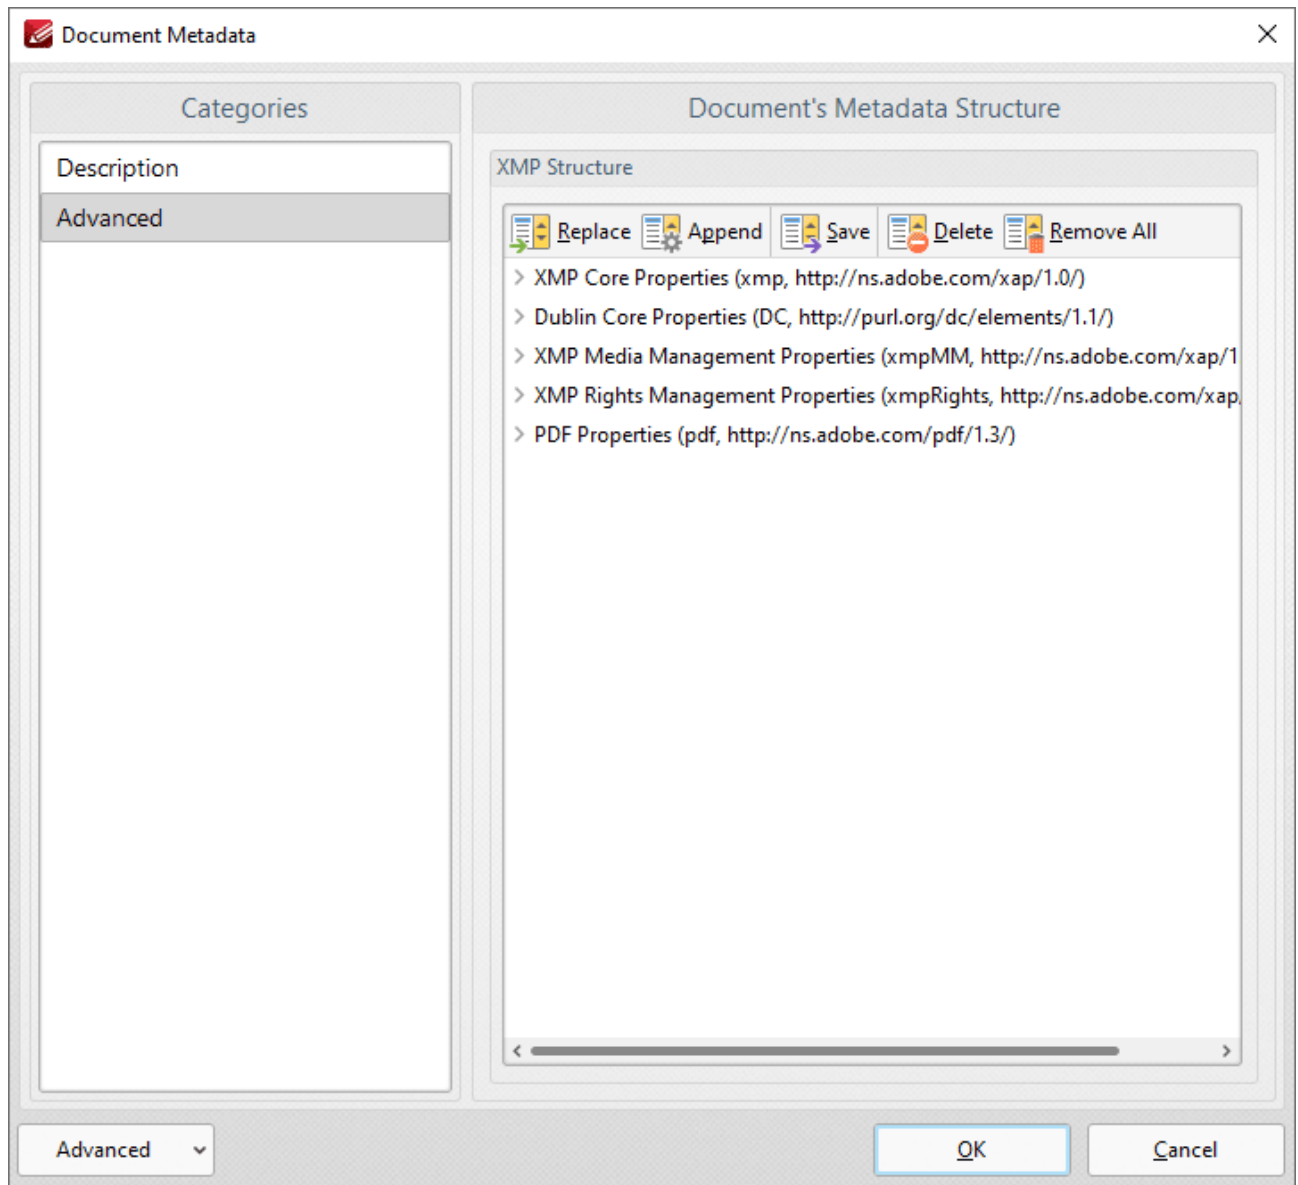 Document Metadata
Categories
Description
Advanced
Document's Metadata Structure
XMP Structure
Replace Append Save Delete Remove All
XMP Core Properties (xmp, http://ns.adobe.com/xap/1.0/)
Dublin Core Properties (DC, http://purl.org/dc/elements/1.1/)
XMP Media Management Properties (xmpMM, http://ns.adobe.com/xap/1
XMP Rights Management Properties (xmpRights, http://ns.adobe.com/xap/
PDF Properties (pdf, http://ns.adobe.com/pdf/1.3/)
Advanced
OK
Cancel